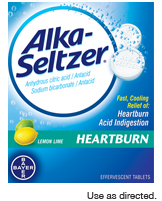 Alka-
Seltzer®
Anhydrous citric acid / Antacid
Sodium bicarbonate / Antacid
Fast, Cooling
Relief of:
Heartburn
Acid Indigestion
LEMON LIME
HEARTBURN
BAYER
EFFERVESCENT TABLETS
Use as directed.